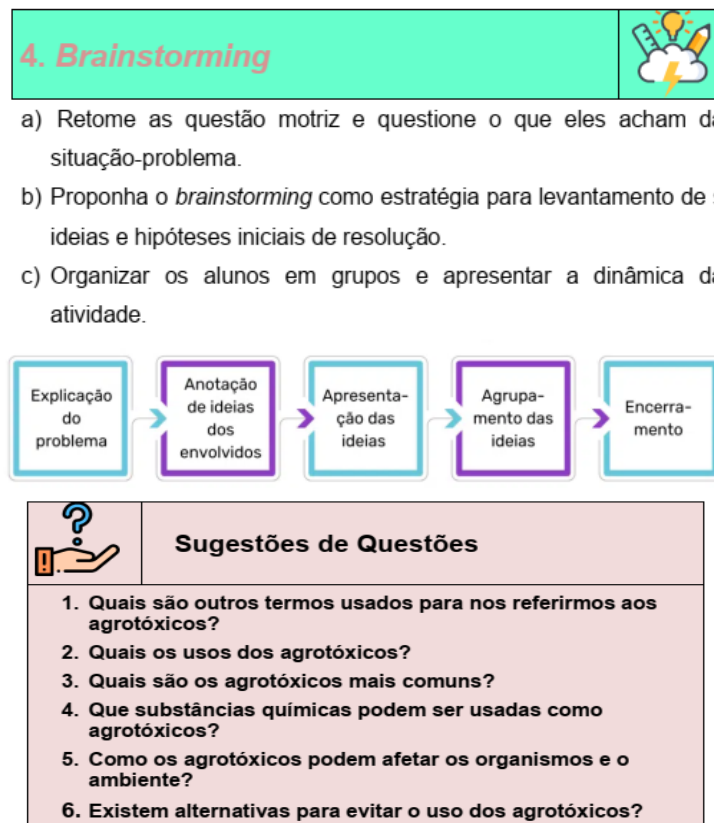 4. Brainstorming
a) Retome as questão motriz e questione o que eles acham
situação-problema.
b) Proponha o brainstorming como estratégia para levantamento de
ideias e hipóteses iniciais de resolução.
c) Organizar os alunos em grupos e apresentar a dinâmica
atividade.
Explicação
do
problema
Anotação
de ideias
dos
envolvidos
Apresenta-
ção das
ideias
Agrupa-
mento das
ideias
Encerra-
mento
Sugestões de Questões
1. Quais são outros termos usados para nos referirmos aos
agrotóxicos?
2. Quais os usos dos agrotóxicos?
3. Quais são os agrotóxicos mais comuns?
4. Que substâncias químicas podem ser usadas como
agrotóxicos?
5. Como os agrotóxicos podem afetar os organismos e o
ambiente?
6. Existem alternativas para evitar o uso dos agrotóxicos?